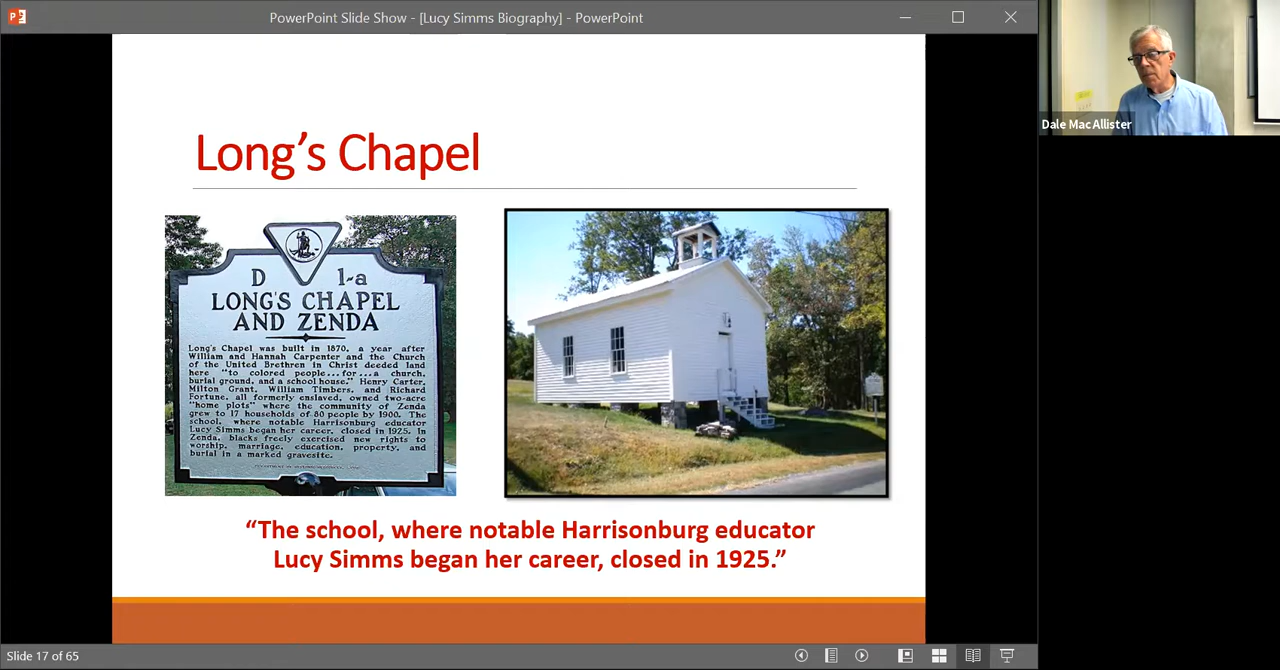 PowerPoint Slide Show - [Lucy Simms Biography] - PowerPoint
Dale Mac Allister
Long's Chapel
D 1-a
LONG'S CHAPEL
AND ZENDA
Long's Chapel was built in 1870, a year after
William and Hannah Carpenter and the Church
of the United Brethren in Christ deeded land
here "to colored people...for...a church,
burial ground, and a school house." Henry Carter,
Milton Grant, William Timbers, and Richard
Fortune, all formerly enslaved, owned two-acre
"home plots" where the community of Zenda
grew to 17 households of 80 people by 1900. The
school, where notable Harrisonburg educator
Lucy Simms began her career, closed in 1925. In
Zenda, blacks freely exercised new rights to
worship, marriage, education, property, and
burial in a marked gravesite.
“The school, where notable Harrisonburg educator
Lucy Simms began her career, closed in 1925.”
Slide 17 of 65